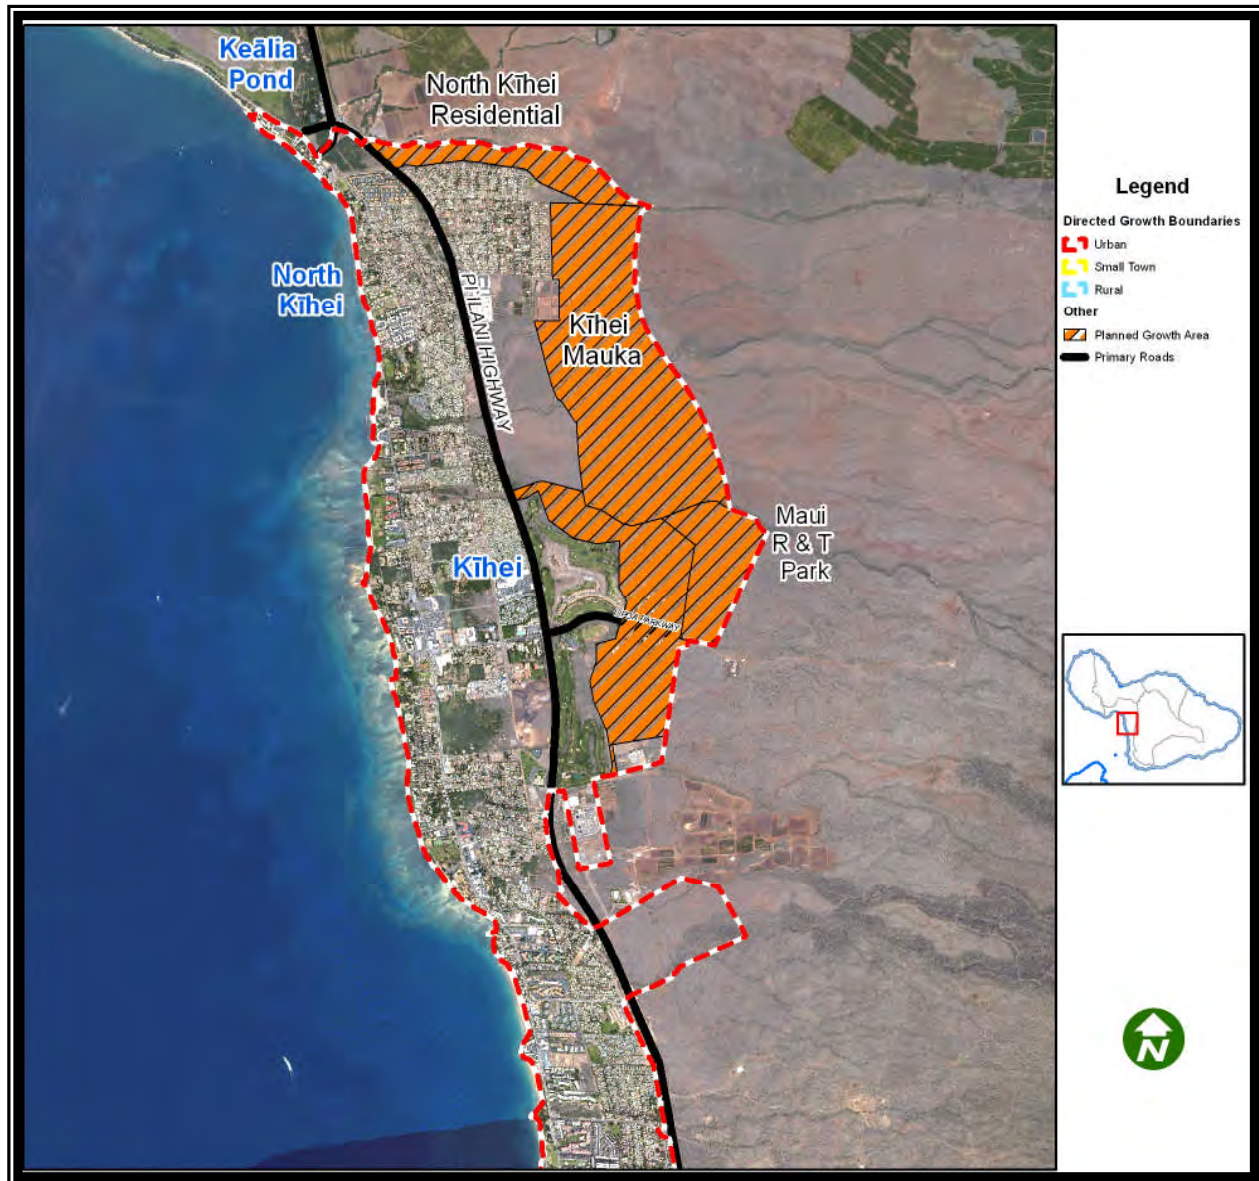 Keālia
Pond
North Kīhei
Residential
North
Kīhei
PI`ILANI HIGHWAY
Kīhei
Mauka
Maui
R & T
Park
Kīhei
PARKWAY
Legend
Directed Growth Boundaries
Urban
Small Town
Rural
Other
Planned Growth Area
Primary Roads
N